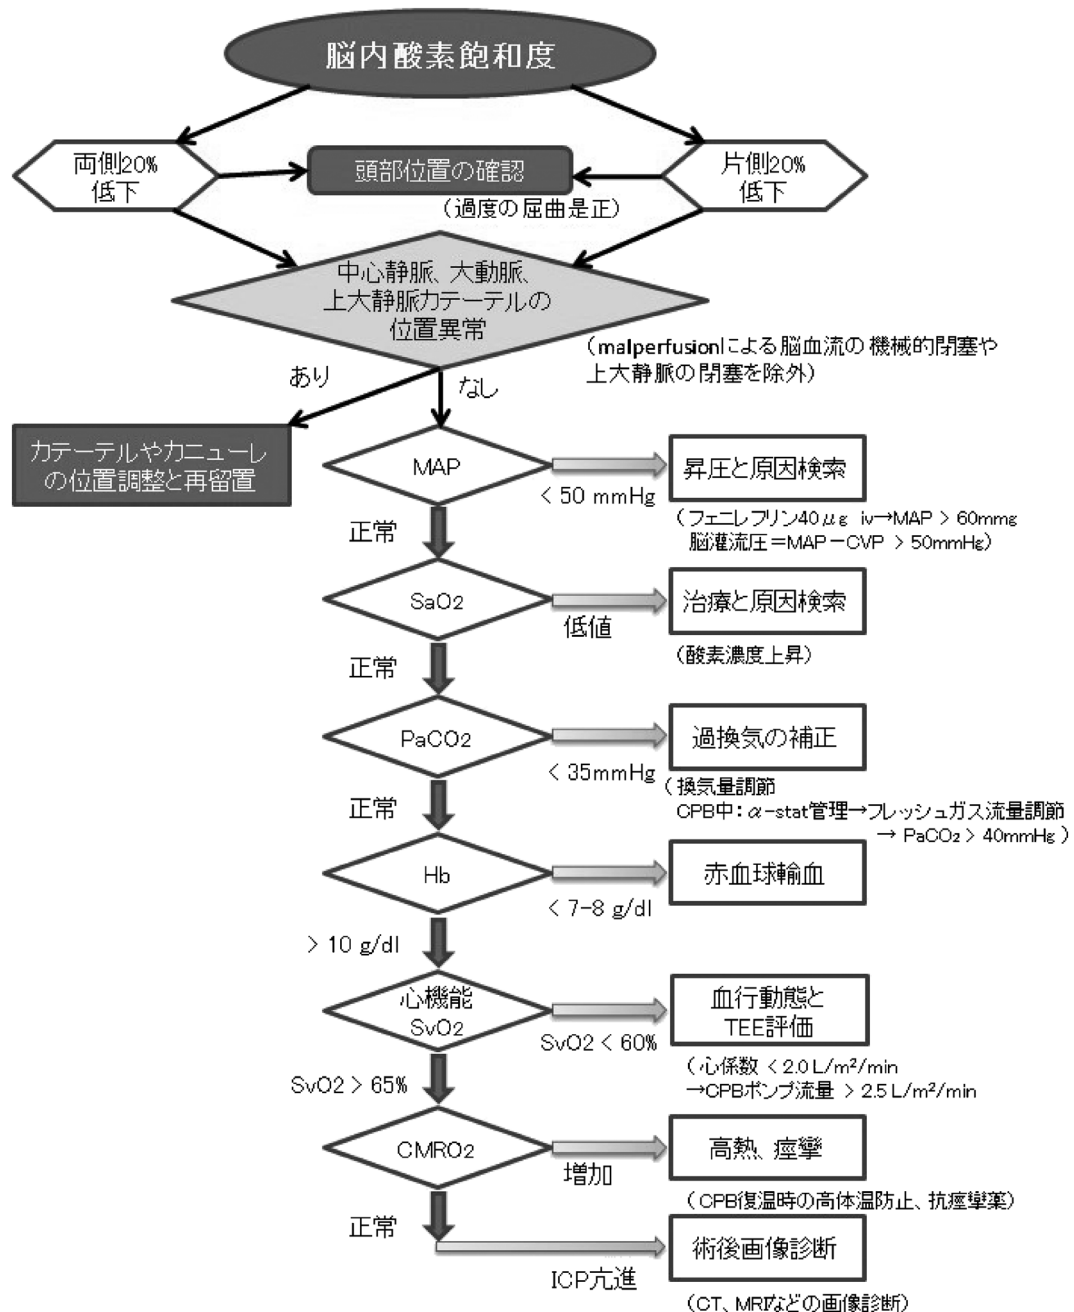 脳内酸素飽和度
両側20%
低下
頭部位置の確認
片側20%
低下
(過度の屈曲是正)
中心静脈、大動脈、
上大静脈カテーテルの
位置異常
(malperfusionによる脳血流の機械的閉塞や
上大静脈の閉塞を除外)
あり
なし
カテーテルやカニューレ
の位置調整と再留置
MAP
< 50 mmHg
昇圧と原因検索
(フェニレフリン40μg iv→MAP > 60mmg
脳灌流圧=MAP-CVP > 50mmHg)
正常
SaO2
低値
治療と原因検索
(酸素濃度上昇)
正常
PaCO2
< 35mmHg
過換気の補正
(換気量調節
CPB中:α-stat管理→フレッシュガス流量調節
→ PaCO2 > 40mmHg)
正常
Hb
< 7-8 g/dl
赤血球輸血
> 10 g/dl
心機能
SvO2
SvO2 < 60%
血行動態と
TEE評価
(心係数 < 2.0 L/m²/min
→CPBポンプ流量 > 2.5 L/m²/min
SvO2 > 65%
CMRO2
増加
高熱、痙攣
(CPB復温時の高体温防止、抗痙攣薬)
正常
ICP亢進
術後画像診断
(CT、MRIなどの画像診断)